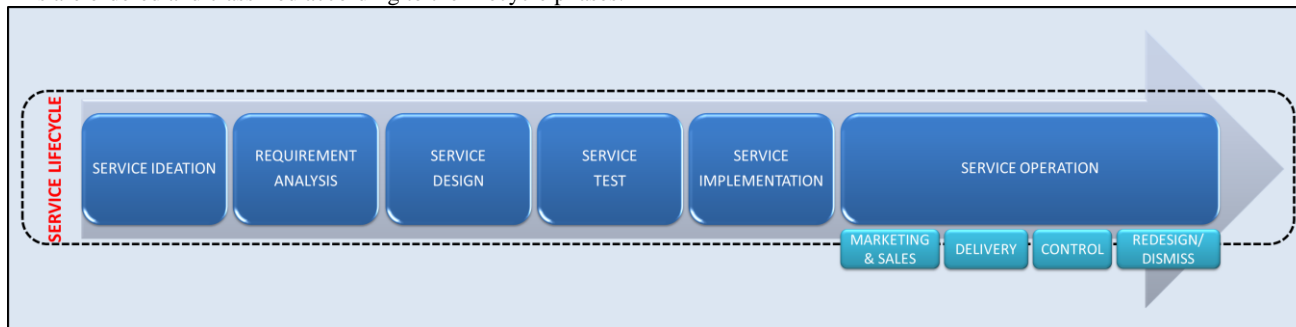 SERVICE LIFECYCLE
SERVICE IDEATION
REQUIREMENT
ANALYSIS
SERVICE
DESIGN
SERVICE
TEST
SERVICE
IMPLEMENTATION
SERVICE OPERATION
MARKETING
& SALES
DELIVERY
CONTROL
REDESIGN/
DISMISS